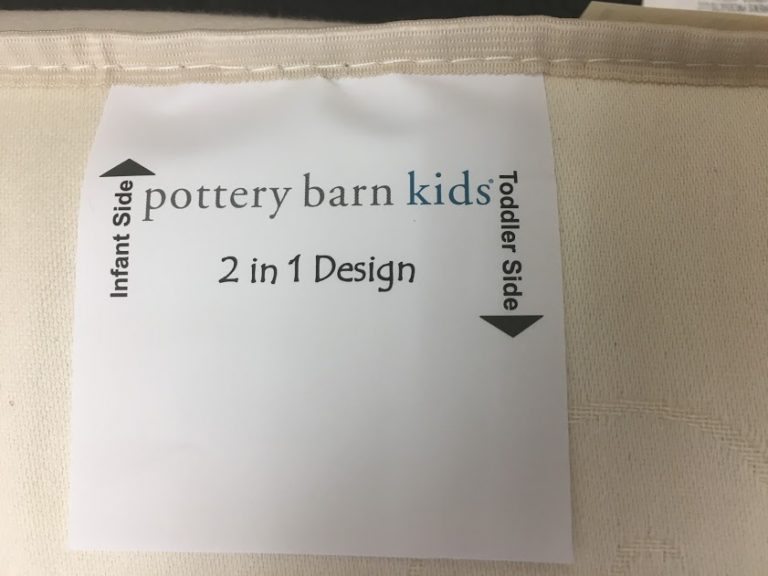 Infant Side
pottery barn kids®
2 in 1 Design
Toddler Side